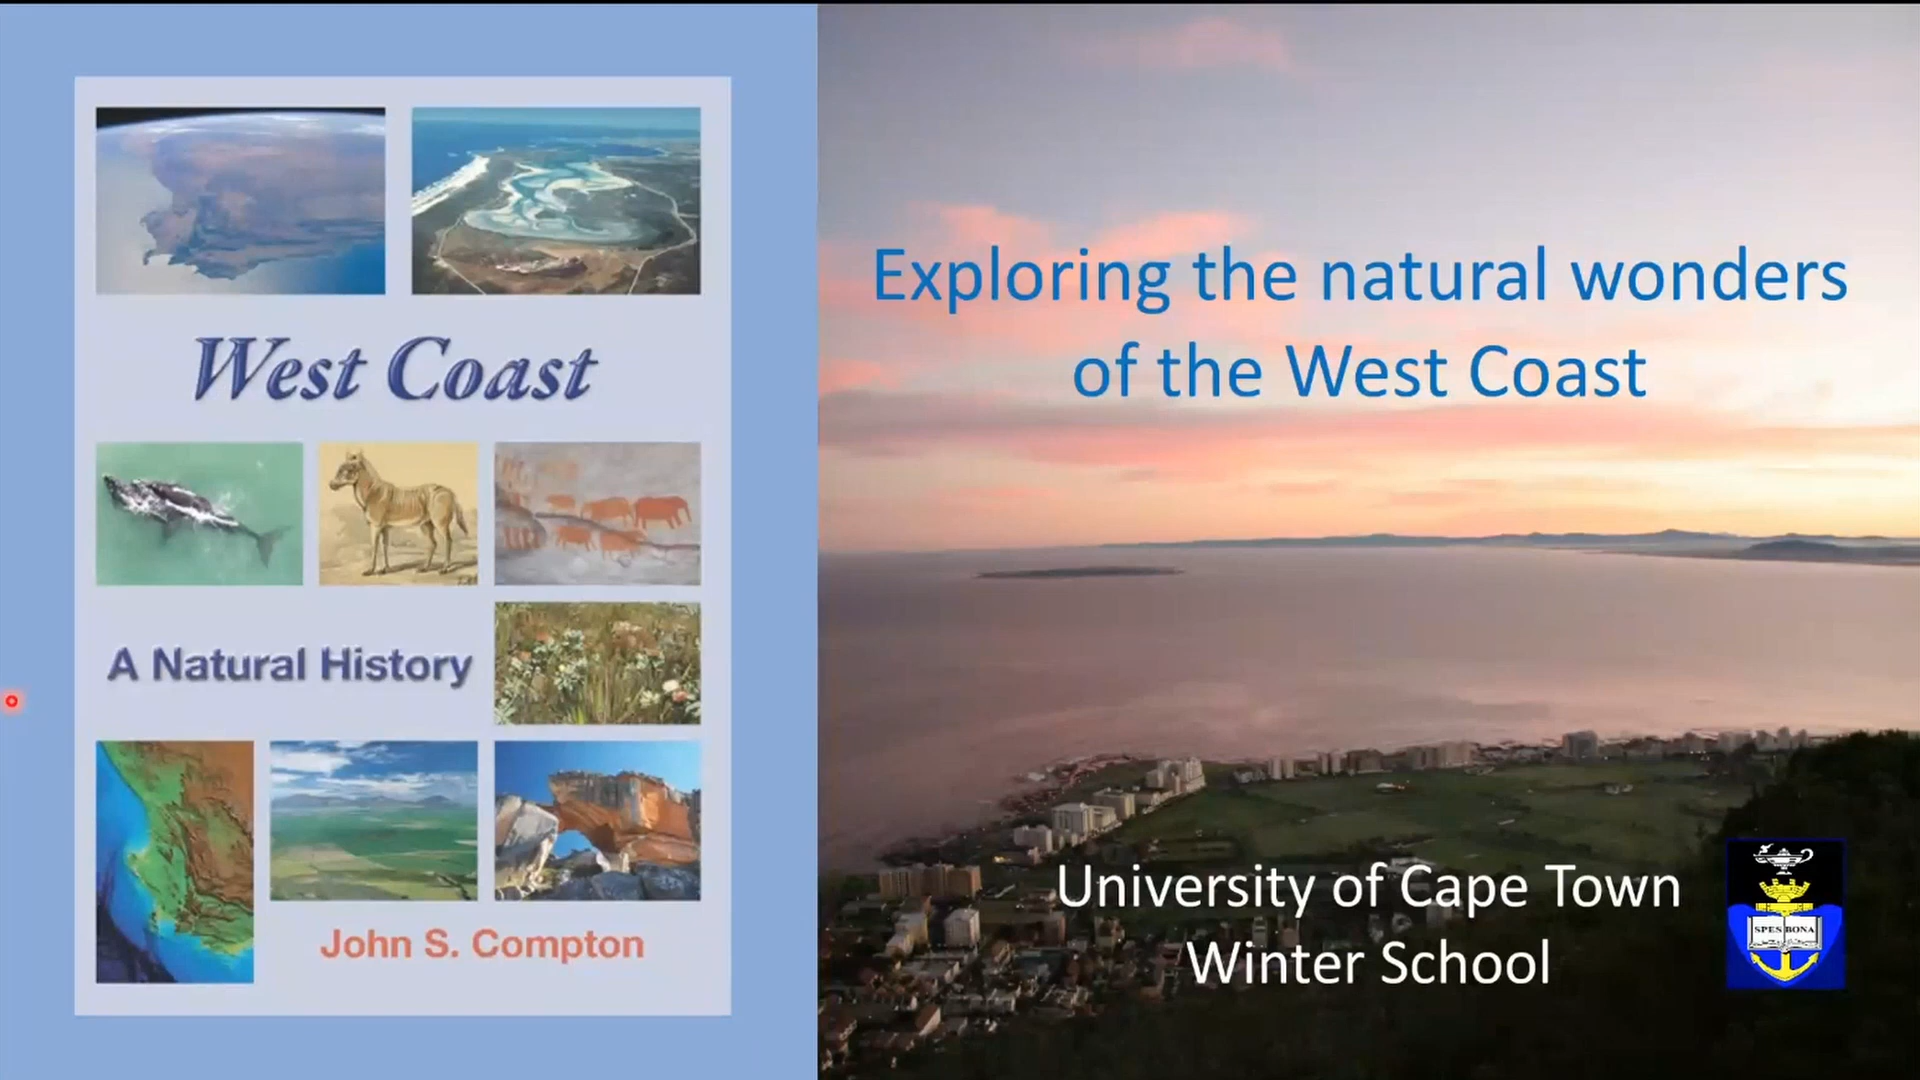 West Coast
A Natural History
John S. Compton
Exploring the natural wonders
of the West Coast
University of Cape Town
Winter School
SPES BONA